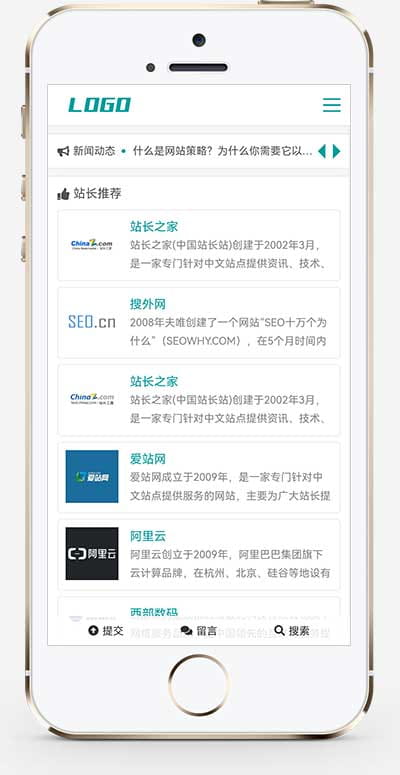 LOGO
新闻动态 • 什么是网站策略？为什么你需要它以...
站长推荐
站长之家
China Z.com
站长之家(中国站长站)创建于2002年3月，
是一家专门针对中文站点提供资讯、技术、
搜外网
SEO.cn
2008年夫唯创建了一个网站“SEO十万个为
什么”（SEOWHY.COM），在5个月时间内
站长之家
China Z.com
站长之家(中国站长站)创建于2002年3月，
是一家专门针对中文站点提供资讯、技术、
爱站网
爱站网
爱站网成立于2009年，是一家专门针对中
文站点提供服务的网站，主要为广大站长提
阿里云
阿里云
阿里云创立于2009年，阿里巴巴集团旗下
云计算品牌，在杭州、北京、硅谷等地设有
西部数码
提交 留言 搜索